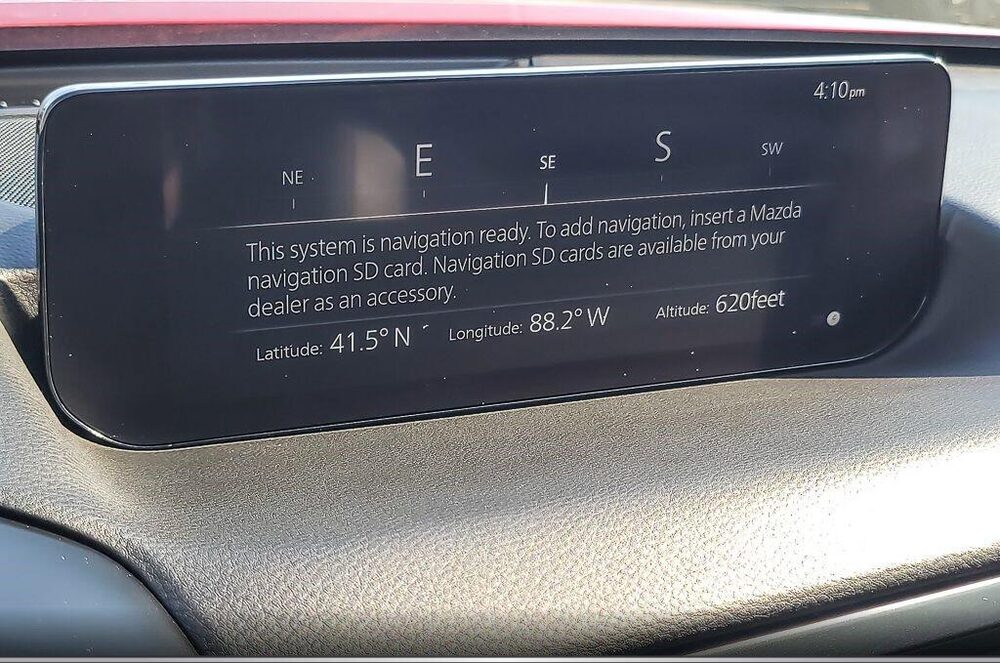 4:10pm
NE E SE S SW
This system is navigation ready. To add navigation, insert a Mazda
navigation SD card. Navigation SD cards are available from your
dealer as an accessory.
Latitude: 41.5° N Longitude: 88.2° W Altitude: 620feet